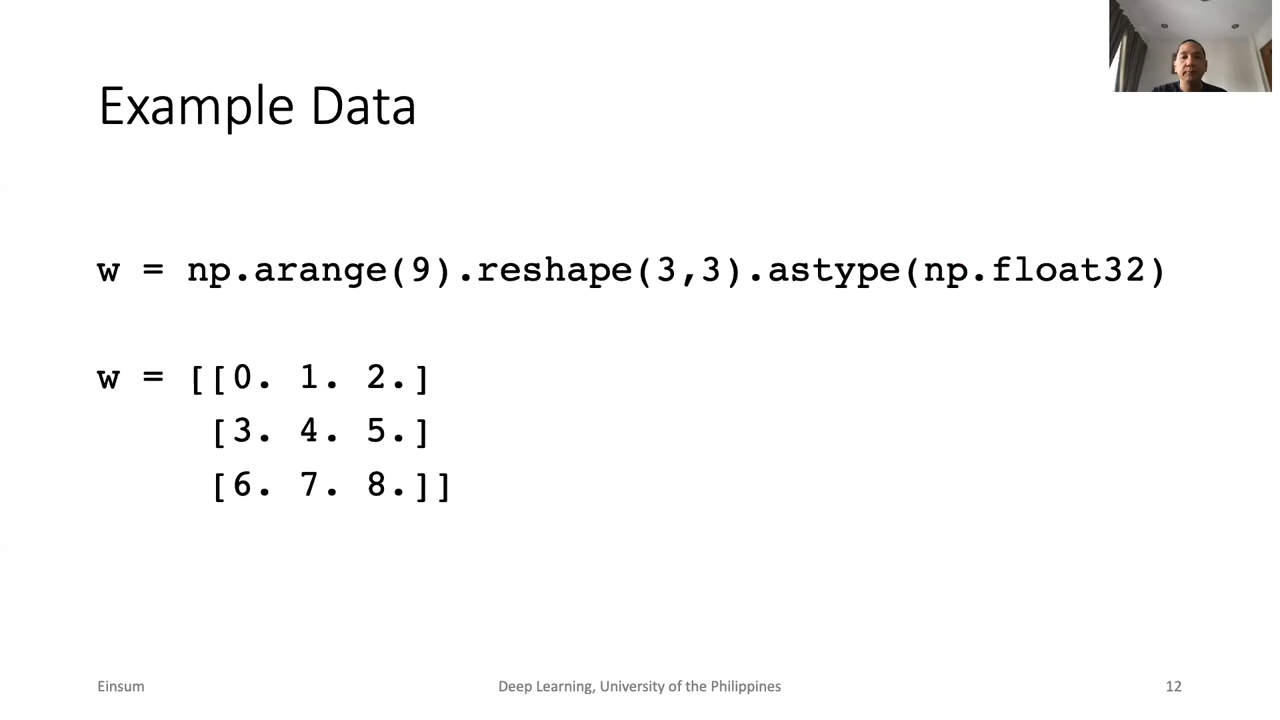 Example Data
w = np.arange(9).reshape(3,3).astype(np.float32)
w = [[0. 1. 2.]
[3. 4. 5.]
[6. 7. 8.]]
Einsum
Deep Learning, University of the Philippines
12